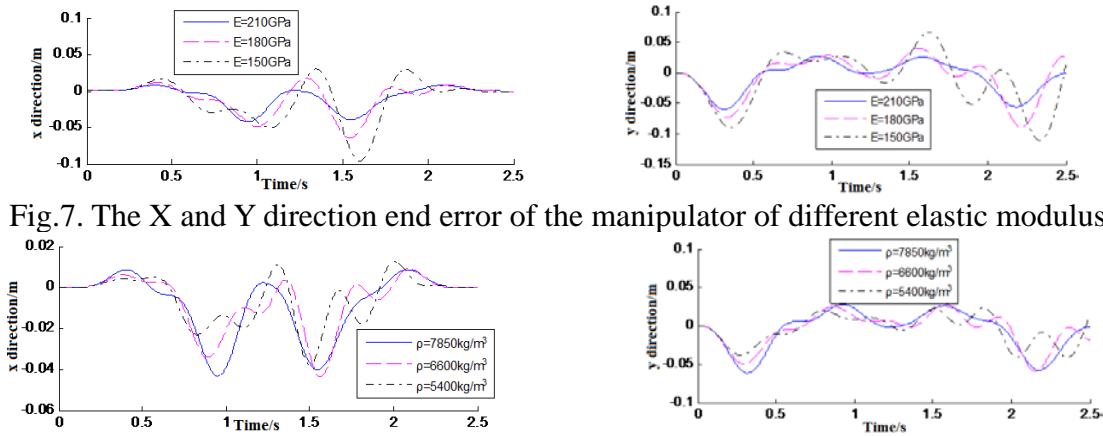 0.1
0.05
0
-0.05
-0.1
x direction/m
E=210GPa
E=180GPa
E=150GPa
0 0.5 1 1.5 2 2.5
Time/s
0.1
0.05
0
-0.05
-0.1
-0.15
y direction/m
E=210GPa
E=180GPa
E=150GPa
0 0.5 1 1.5 2 2.5
Time/s
Fig.7. The X and Y direction end error of the manipulator of different elastic modulus
0.02
0
-0.02
-0.04
-0.06
x direction/m
ρ=7850kg/m³
ρ=6600kg/m³
ρ=5400kg/m³
0 0.5 1 1.5 2 2.5
Time/s
0.1
0.05
0
-0.05
-0.1
y direction/m
ρ=7850kg/m³
ρ=6600kg/m³
ρ=5400kg/m³
0 0.5 1 1.5 2 2.5
Time/s